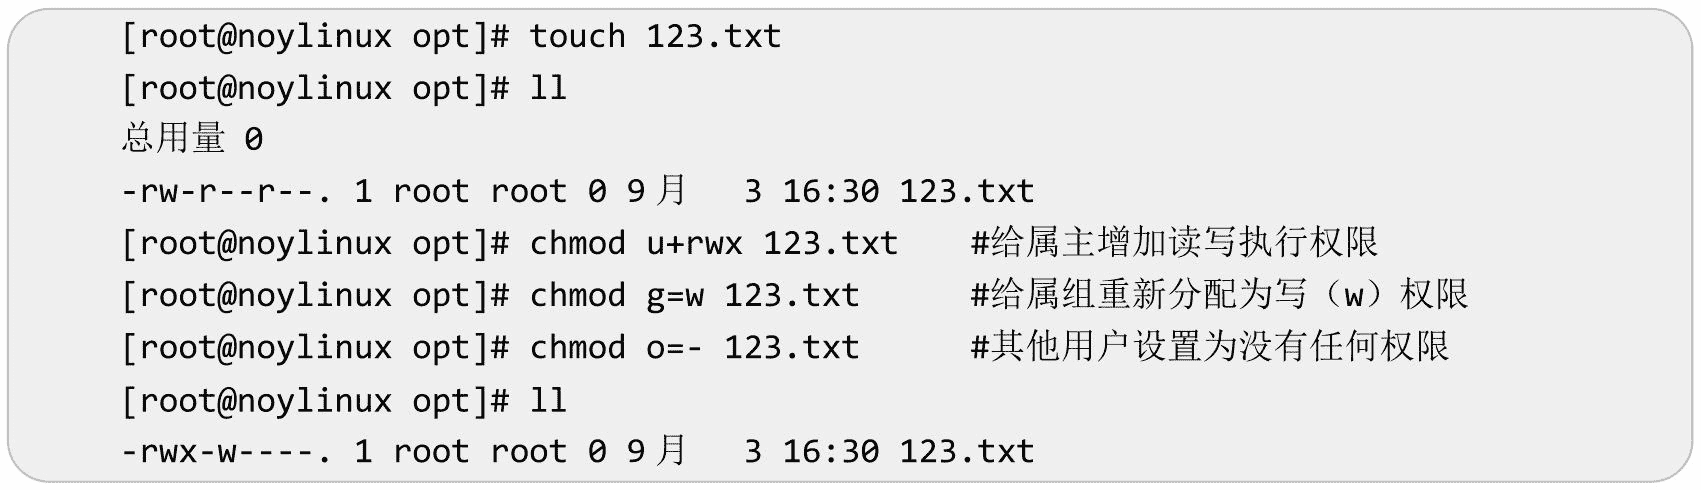 [root@noylinux opt]# touch 123.txt
[root@noylinux opt]# ll
总用量 0
-rw-r--r--. 1 root root 0 9月   3 16:30 123.txt
[root@noylinux opt]# chmod u+rwx 123.txt    #给属主增加读写执行权限
[root@noylinux opt]# chmod g=w 123.txt      #给属组重新分配为写（w）权限
[root@noylinux opt]# chmod o=- 123.txt      #其他用户设置为没有任何权限
[root@noylinux opt]# ll
-rwx-w----. 1 root root 0 9月   3 16:30 123.txt